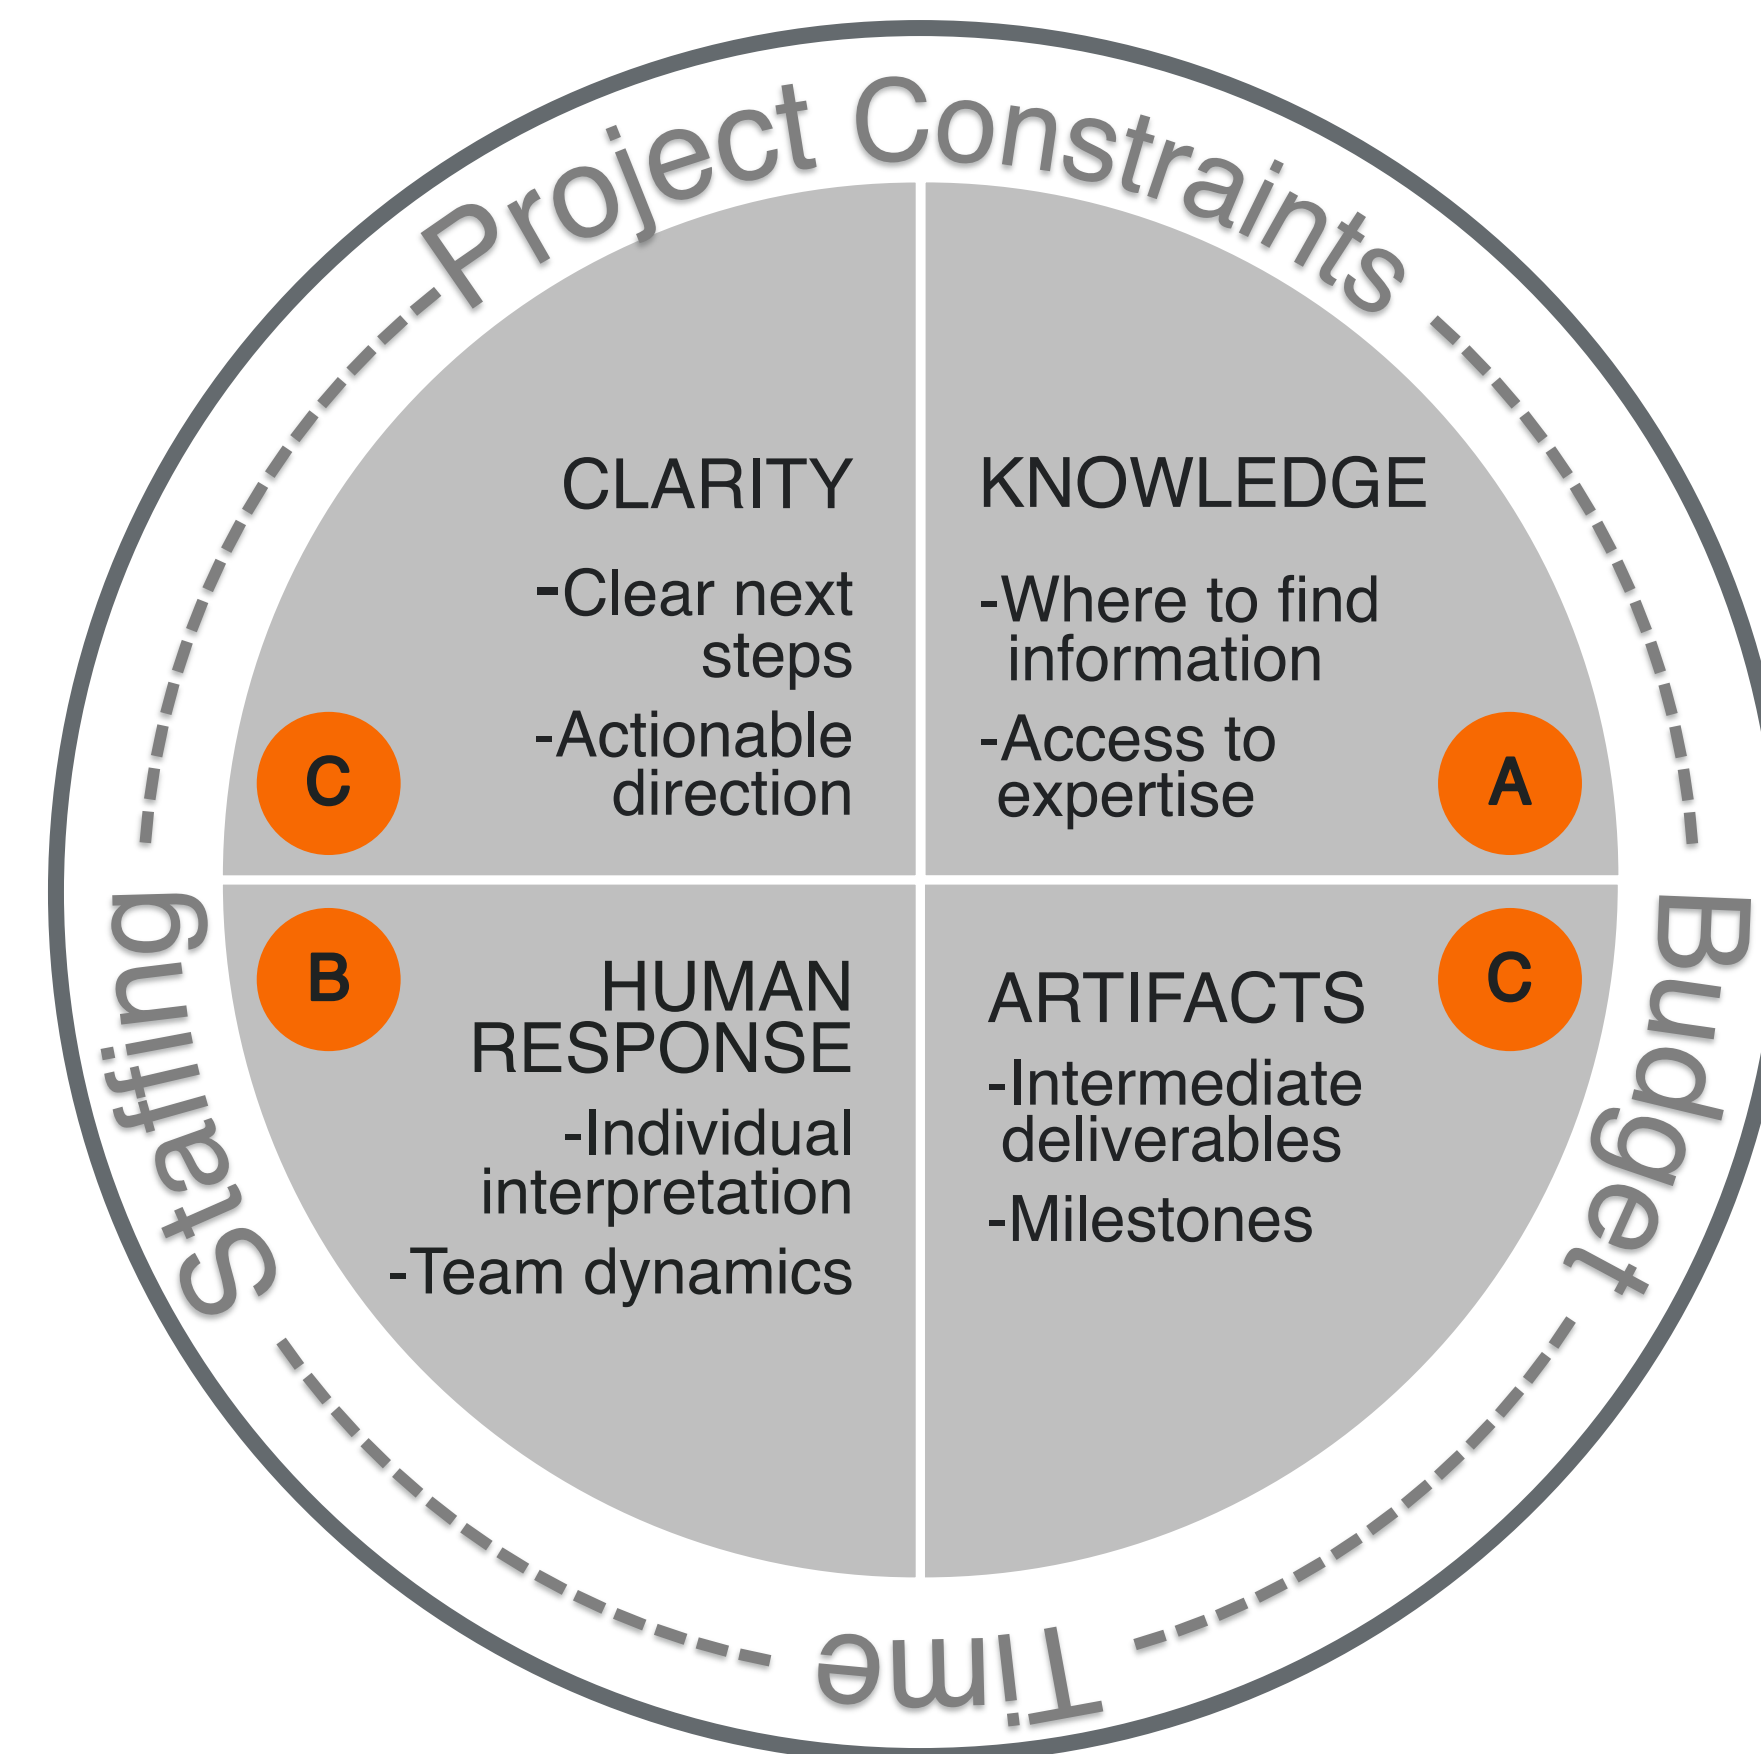 Project Constraints
CLARITY
-Clear next
steps
-Actionable
direction
C
KNOWLEDGE
-Where to find
information
-Access to
expertise
A
B
HUMAN
RESPONSE
-Individual
interpretation
-Team dynamics
C
ARTIFACTS
-Intermediate
deliverables
-Milestones
Budget
Time
Staffing